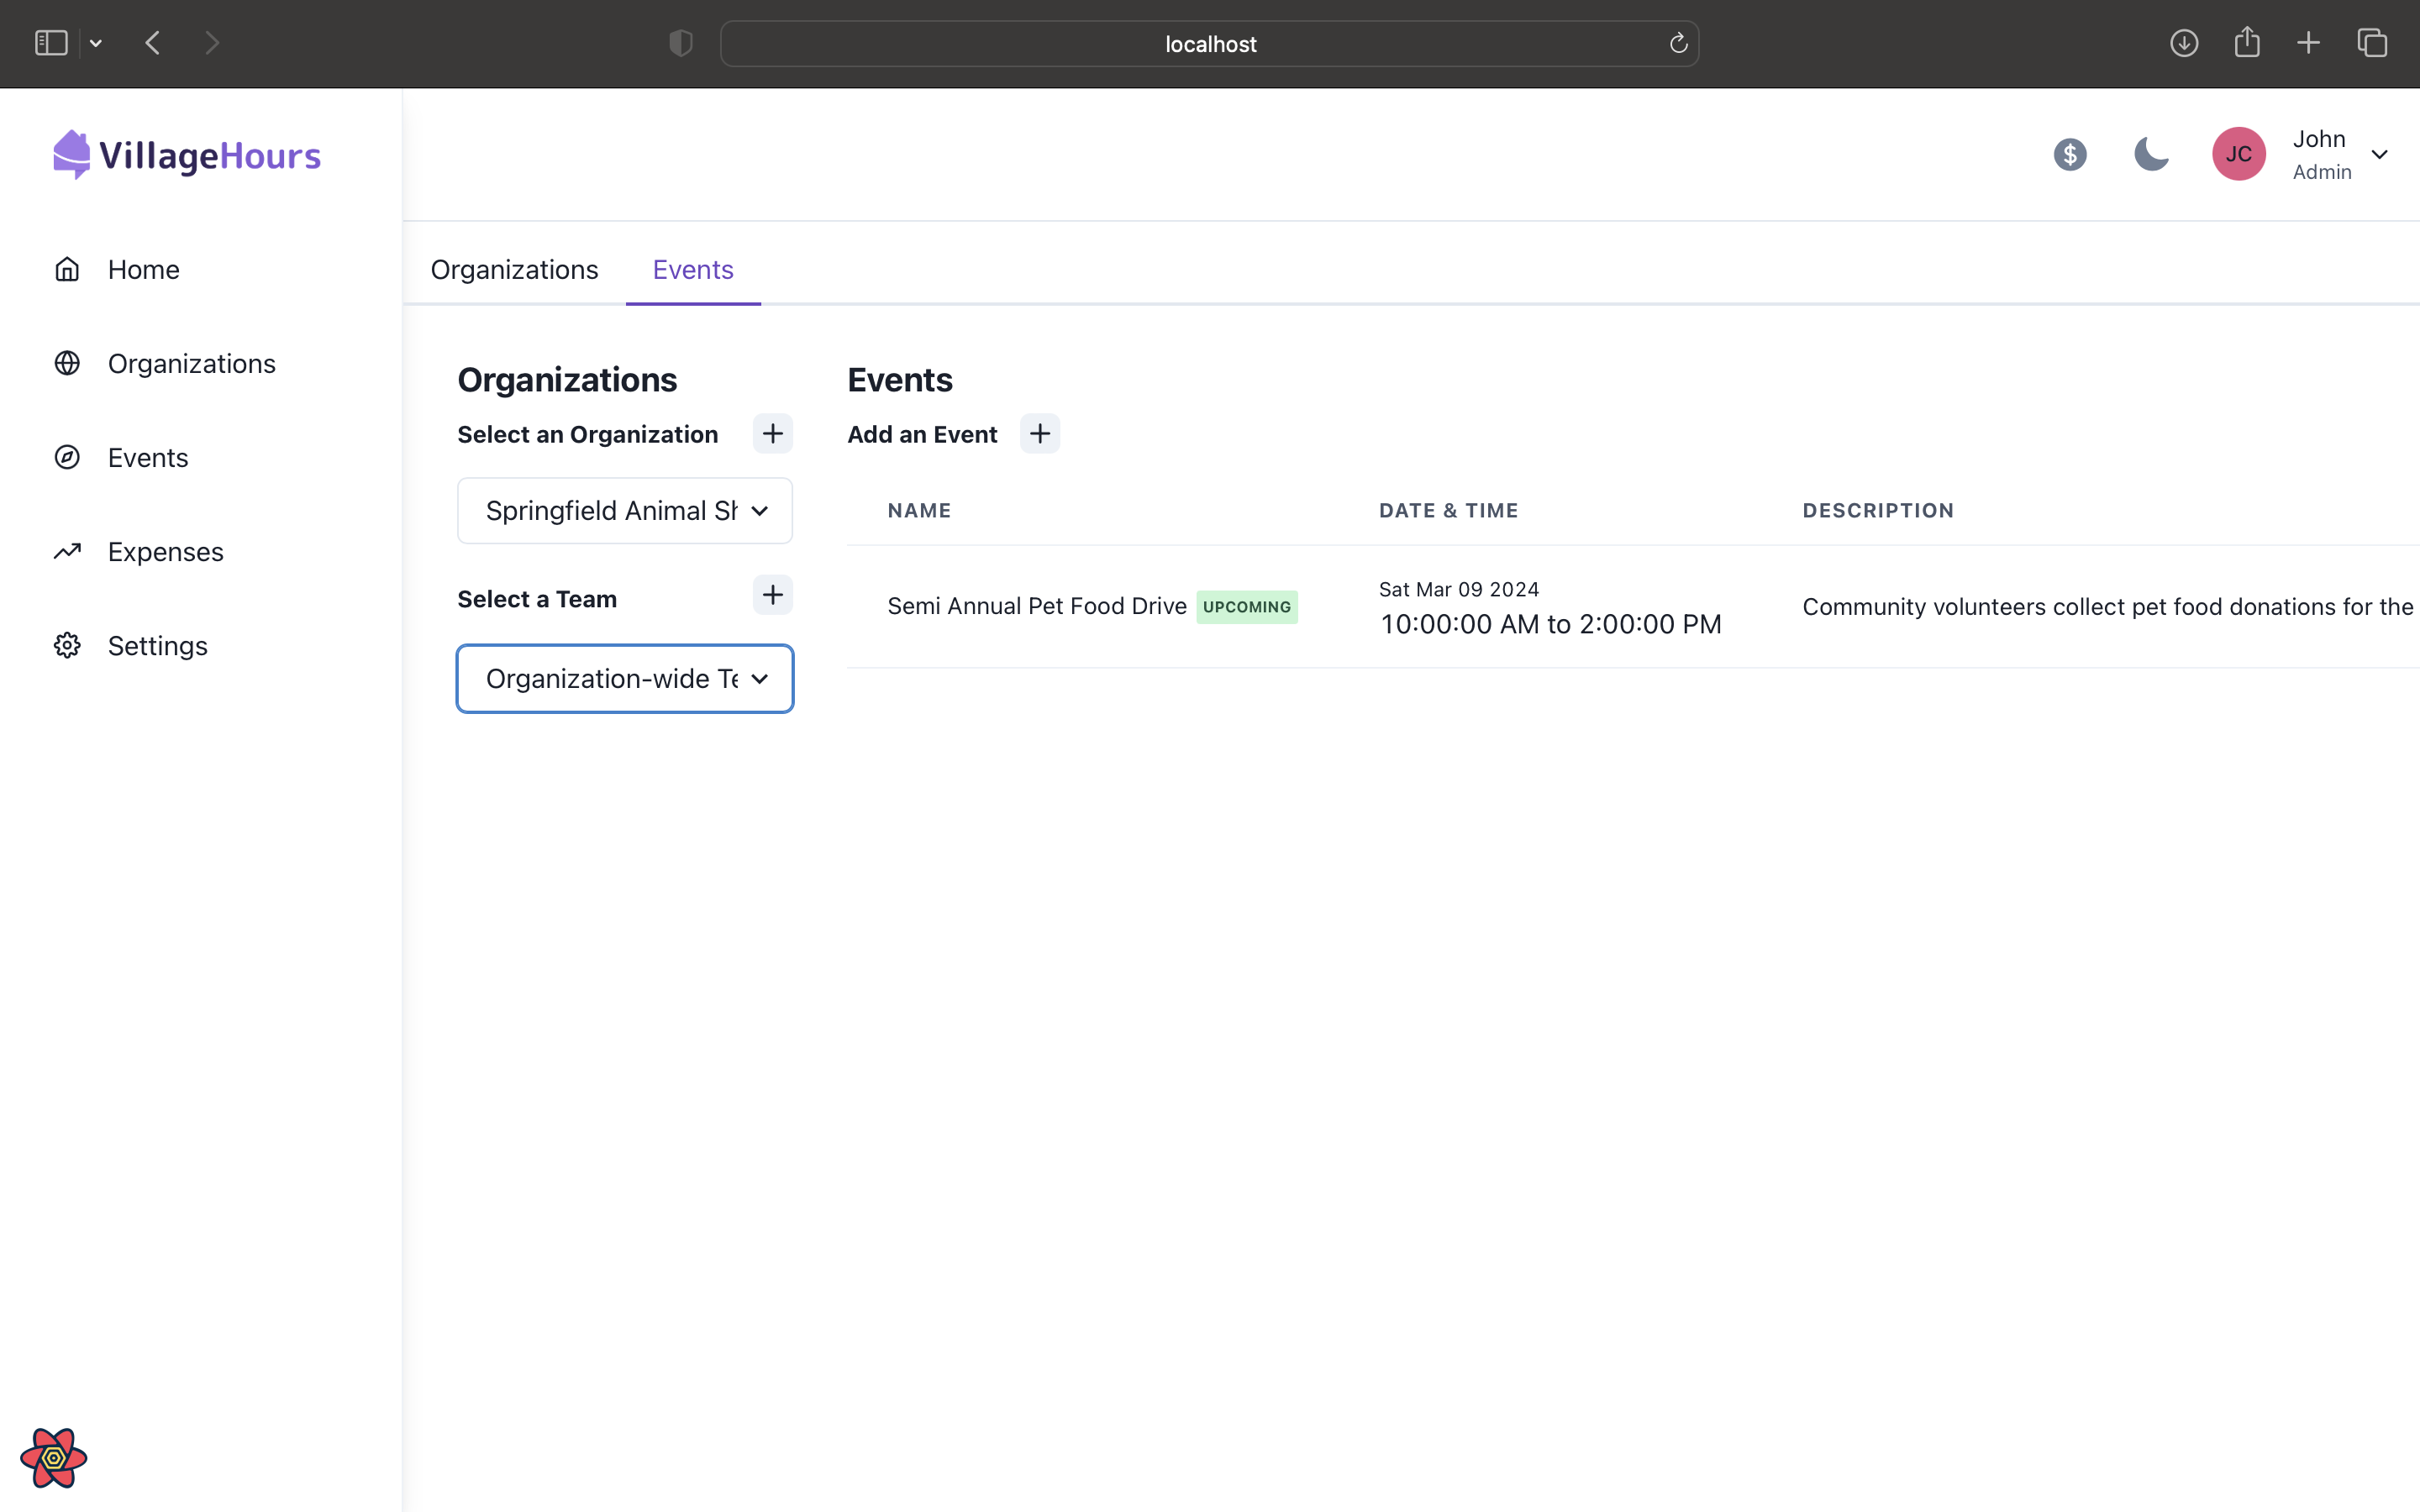 localhost
VillageHours
$
JC
John
Admin
Home
Organizations
Events
Expenses
Settings
Organizations
Events
Organizations
Select an Organization
Springfield Animal Sh
Select a Team
Organization-wide Te
Events
Add an Event
NAME
DATE & TIME
DESCRIPTION
Semi Annual Pet Food Drive UPCOMING
Sat Mar 09 2024
10:00:00 AM to 2:00:00 PM
Community volunteers collect pet food donations for the